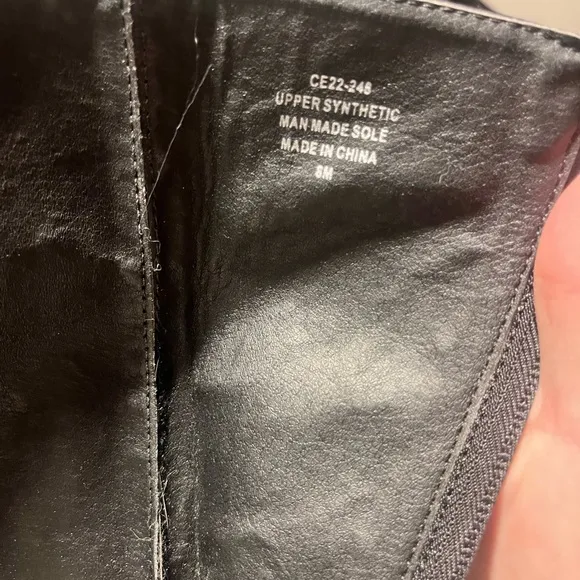 CE22-248
UPPER SYNTHETIC
MAN MADE SOLE
MADE IN CHINA
8M